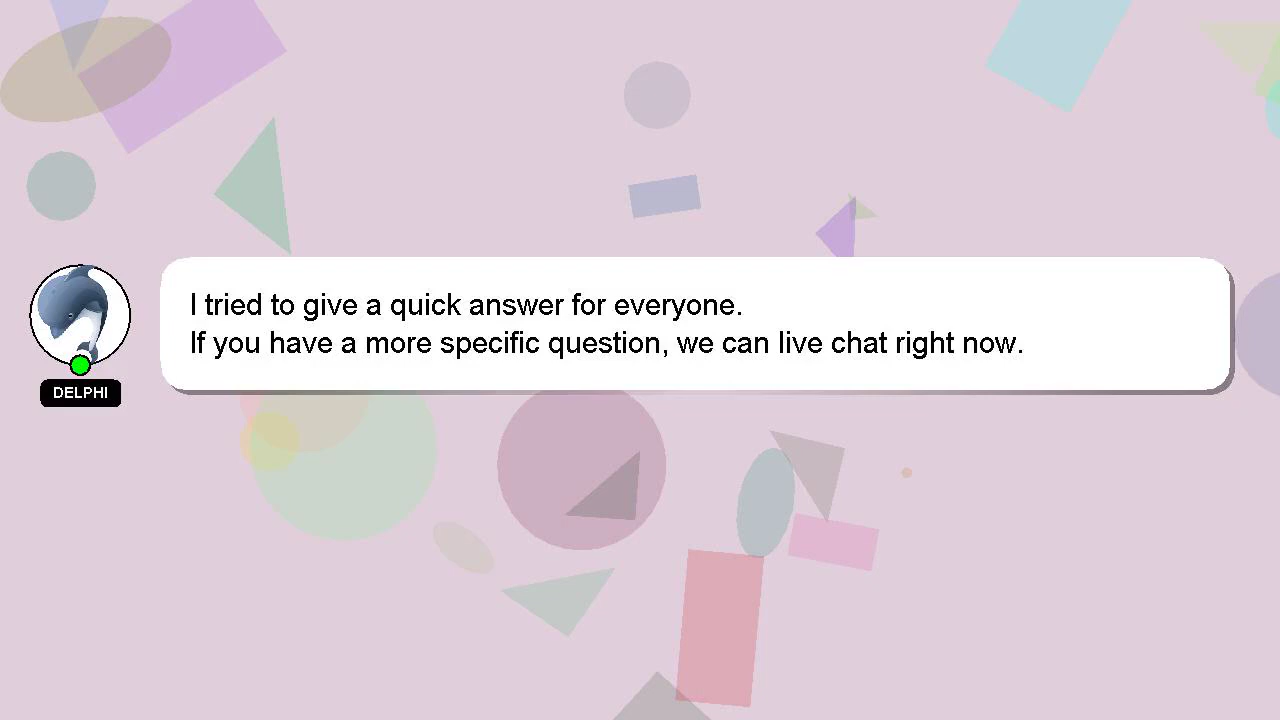 I tried to give a quick answer for everyone.
If you have a more specific question, we can live chat right now.
DELPHI